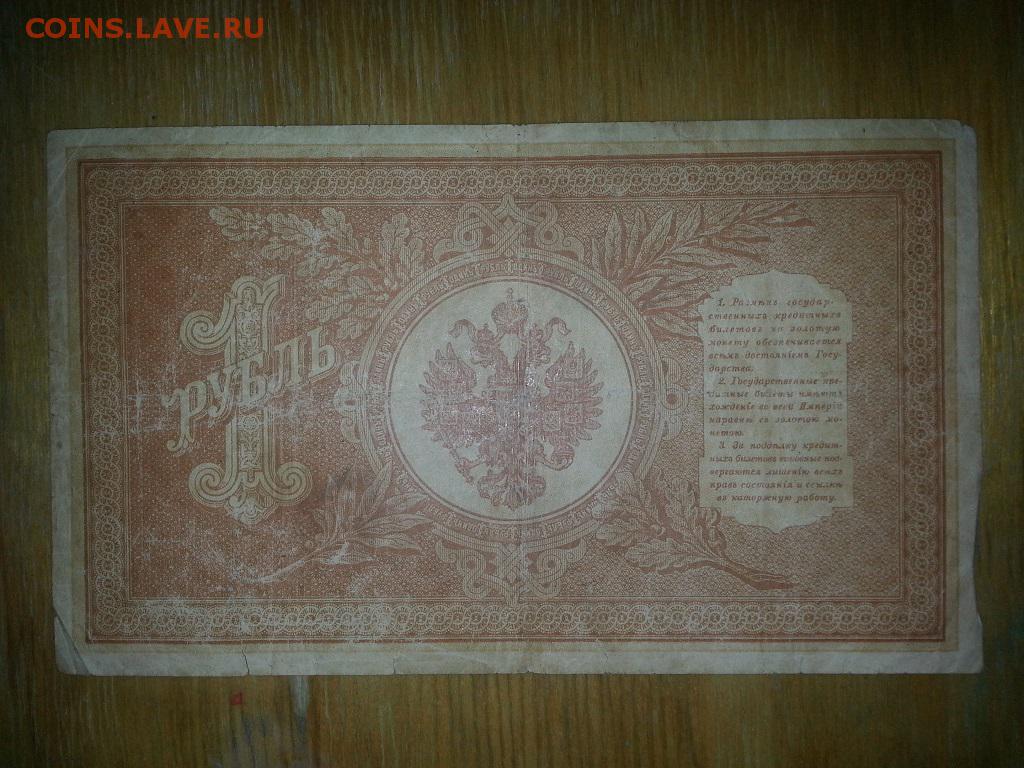 COINS.LAVE.RU
1
РУБЛЬ
1. Размѣнъ государ-
ственныхъ кредитныхъ
билетовъ на золотую
монету обезпечивается
всѣмъ достояніемъ Госу-
дарства.
2. Государственные кре-
дитные билеты имѣютъ
хожденіе во всей Имперіи
наравнѣ съ золотою мо-
нетою.
3. За поддѣлку кредит-
ныхъ билетовъ виновные под-
вергаются лишенію всѣхъ
правъ состоянія и ссылкѣ
въ каторжную работу.